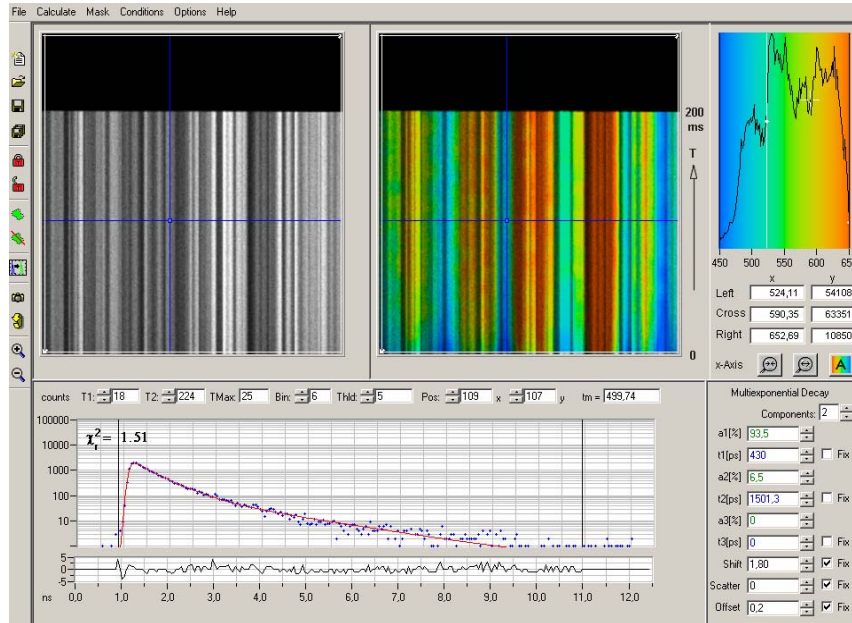 File Calculate Mask Conditions Options Help
200
ms
T
0
450 500 550 600 65
x y
Left 524,11 54108
Cross 590,35 63351
Right 652,69 10850
x-Axis A
counts T1: 18 T2: 224 TMax: 25 Bin: 6 Thld: 5 Pos: 109 x 107 y tm = 499,74
Multiexponential Decay
Components: 2
a1[%] 93,5
t1[ps] 430 Fix
a2[%] 6,5
t2[ps] 1501,3 Fix
a3[%] 0
t3[ps] 0 Fix
Shift 1,80 Fix
Scatter 0 Fix
Offset 0,2 Fix
100000
10000
1000
100
10
χr² = 1.51
5
0
-5
ns 0,0 1,0 2,0 3,0 4,0 5,0 6,0 7,0 8,0 9,0 10,0 11,0 12,0